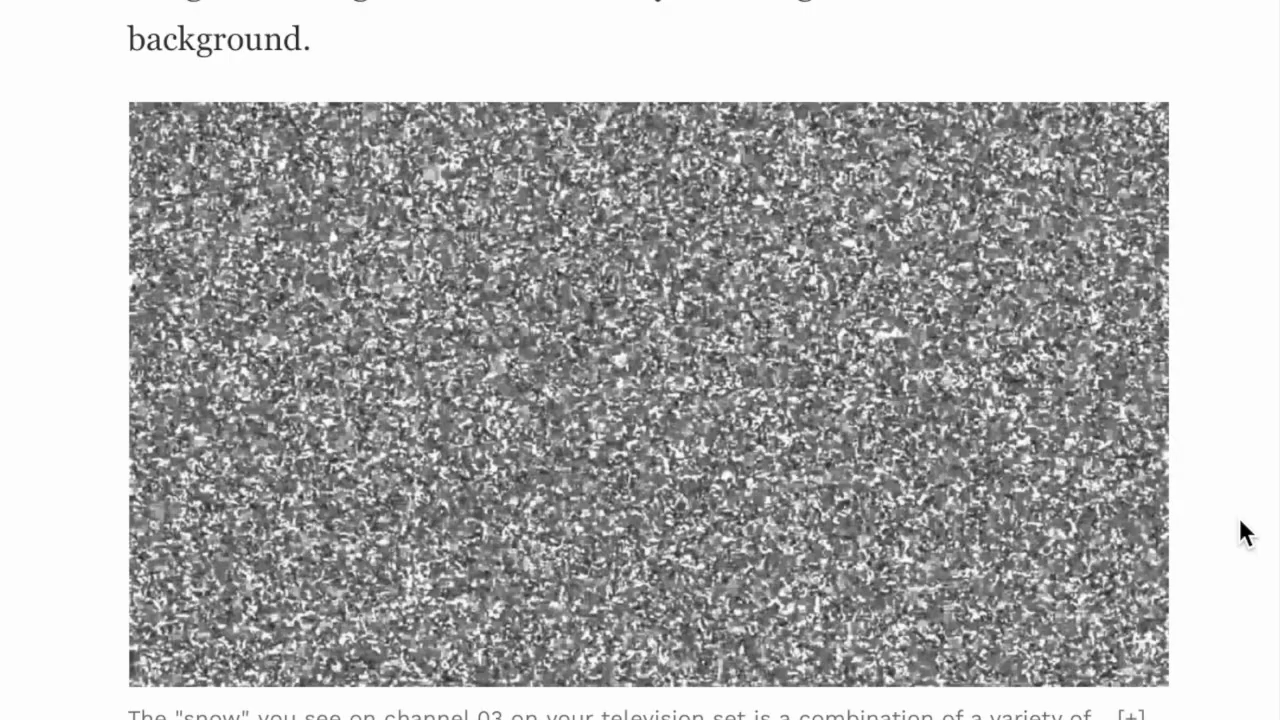 background.
The "snow" you see on channel 03 on your television set is a combination of a variety of... [+]